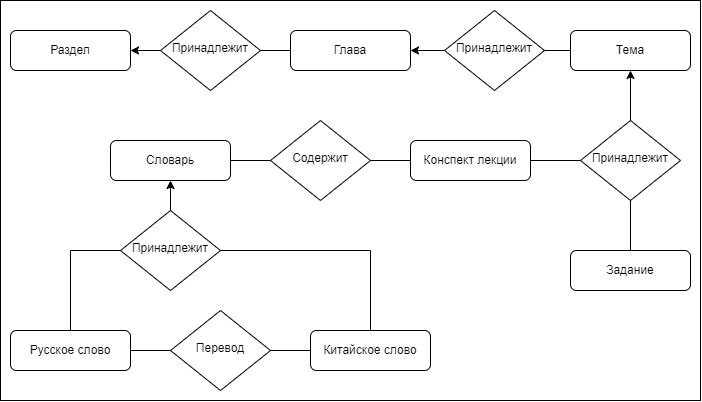 Раздел
Принадлежит
Глава
Принадлежит
Тема
Словарь
Содержит
Конспект лекции
Принадлежит
Принадлежит
Задание
Русское слово
Перевод
Китайское слово